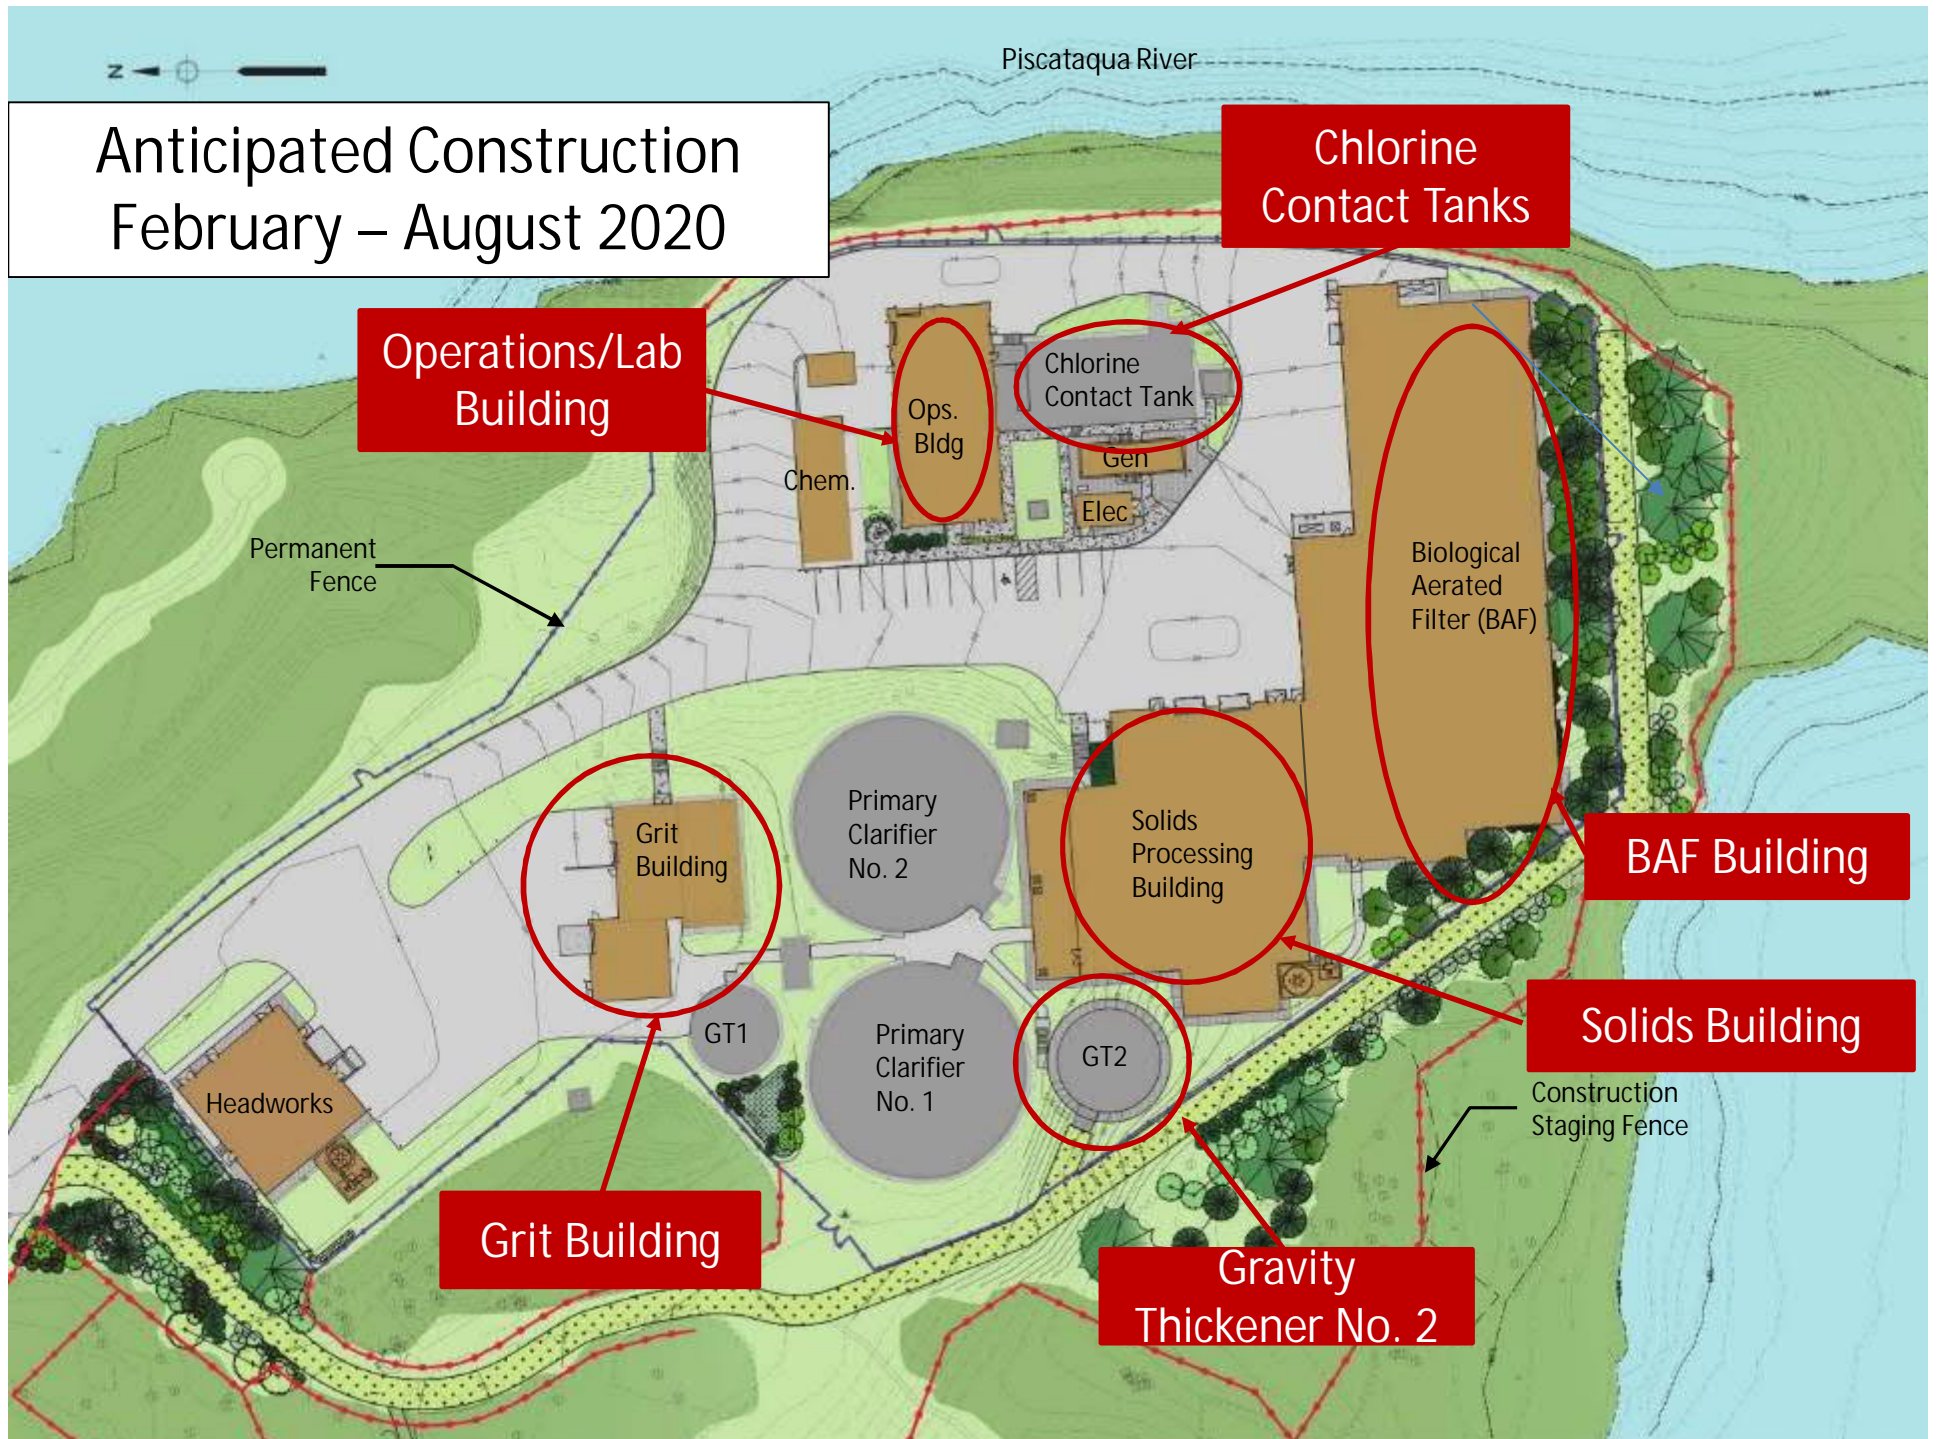 N
Piscataqua River
Anticipated Construction
February – August 2020
Chlorine
Contact Tanks
Operations/Lab
Building
Chlorine
Contact Tank
Ops.
Bldg
Gen
Chem.
Elec
Permanent
Fence
Biological
Aerated
Filter (BAF)
Primary
Clarifier
No. 2
Grit
Building
Solids
Processing
Building
BAF Building
Solids Building
GT1
Primary
Clarifier
No. 1
GT2
Headworks
Construction
Staging Fence
Grit Building
Gravity
Thickener No. 2